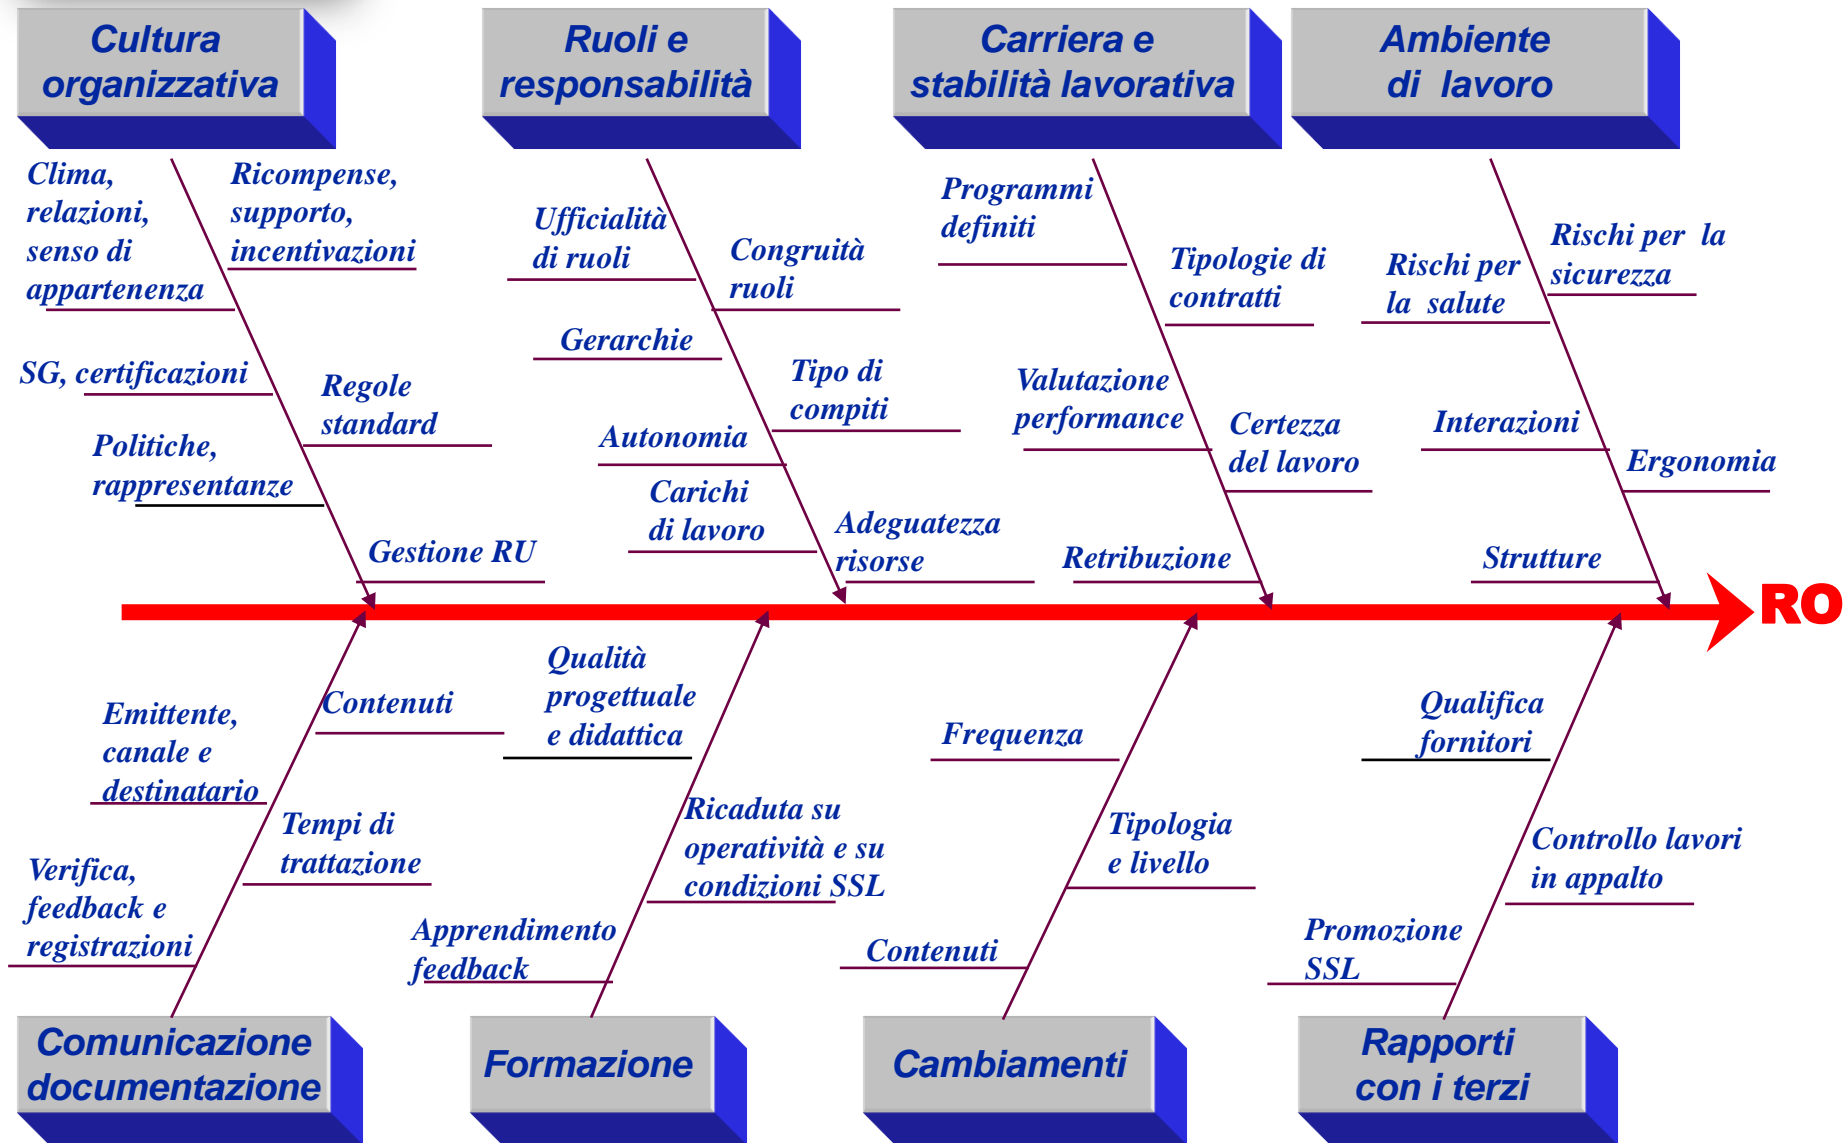 Cultura
organizzativa
Ruoli e
responsabilità
Carriera e
stabilità lavorativa
Ambiente
di lavoro
Clima,
relazioni,
senso di
appartenenza
Ricompense,
supporto,
incentivazioni
SG, certificazioni
Regole
standard
Politiche,
rappresentanze
Gestione RU
Ufficialità
di ruoli
Congruità
ruoli
Gerarchie
Tipo di
compiti
Autonomia
Carichi
di lavoro
Adeguatezza
risorse
Programmi
definiti
Tipologie di
contratti
Valutazione
performance
Certezza
del lavoro
Retribuzione
Rischi per la
sicurezza
Rischi per
la salute
Interazioni
Ergonomia
Strutture
RO
Contenuti
Emittente,
canale e
destinatario
Tempi di
trattazione
Verifica,
feedback e
registrazioni
Qualità
progettuale
e didattica
Ricaduta su
operatività e su
condizioni SSL
Apprendimento
feedback
Frequenza
Tipologia
e livello
Contenuti
Qualifica
fornitori
Controllo lavori
in appalto
Promozione
SSL
Comunicazione
documentazione
Formazione
Cambiamenti
Rapporti
con i terzi